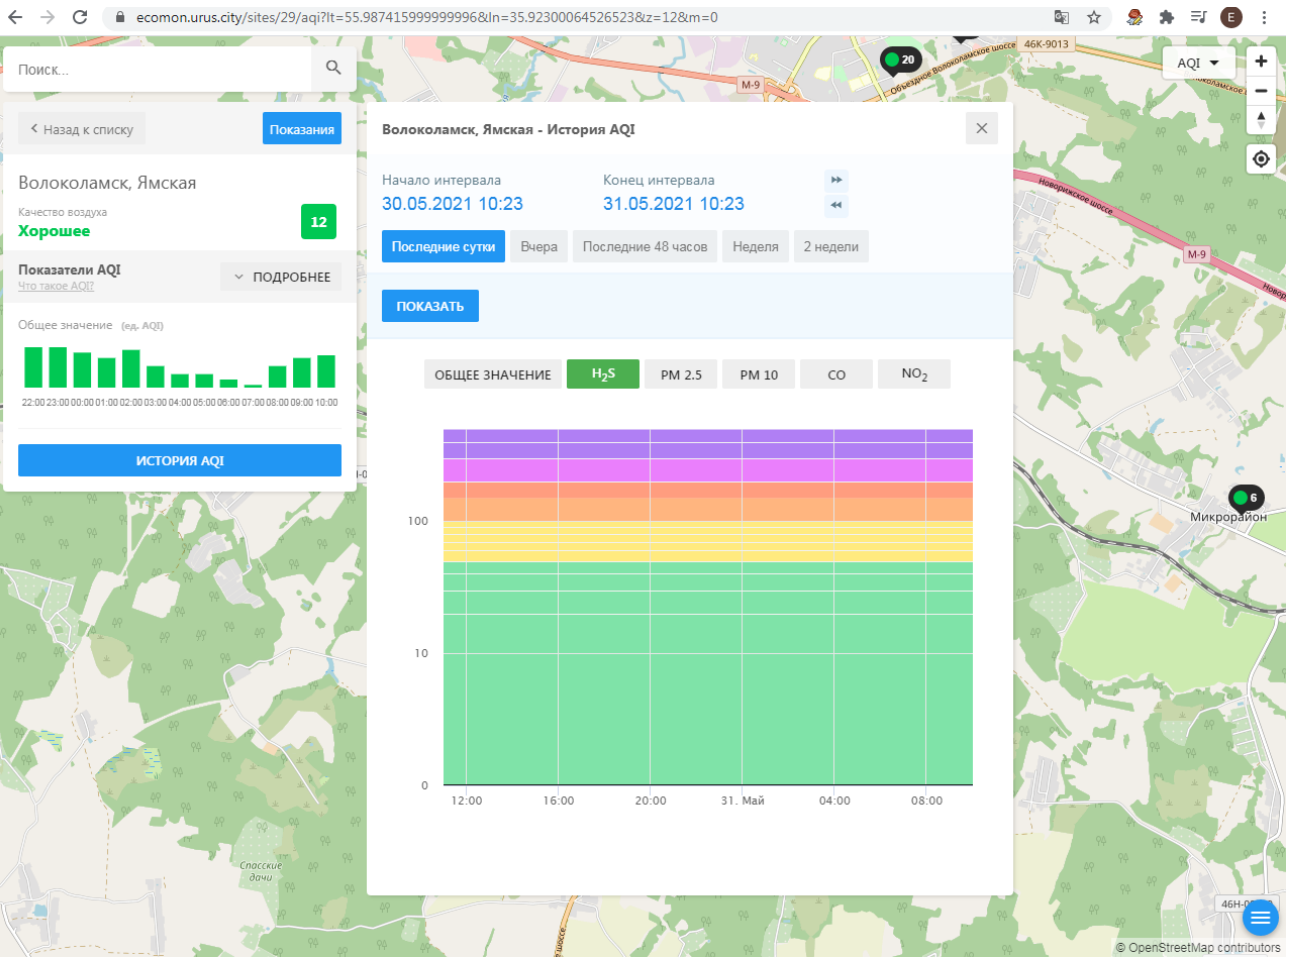 ecomon.urus.city/sites/29/aqi?lt=55.987415999999996&ln=35.92300064526523&z=12&m=0
E
Поиск...
Назад к списку
Показания
Волоколамск, Ямская
Качество воздуха
Хорошее
12
Показатели AQI
Что такое AQI?
ПОДРОБНЕЕ
Общее значение (ед. AQI)
22:00 23:00 00:00 01:00 02:00 03:00 04:00 05:00 06:00 07:00 08:00 09:00 10:00
ИСТОРИЯ AQI
Волоколамск, Ямская - История AQI
Начало интервала
30.05.2021 10:23
Конец интервала
31.05.2021 10:23
Последние сутки
Вчера
Последние 48 часов
Неделя
2 недели
ПОКАЗАТЬ
ОБЩЕЕ ЗНАЧЕНИЕ
H₂S
PM 2.5
PM 10
CO
NO₂
100
10
0
12:00 16:00 20:00 31. Май 04:00 08:00
46К-9013
М-9
20
Объездное Волоколамское шоссе
AQI
Новорижское шоссе
М-9
6
Микрорайон
Спасские
дачи
шоссе
© OpenStreetMap contributors